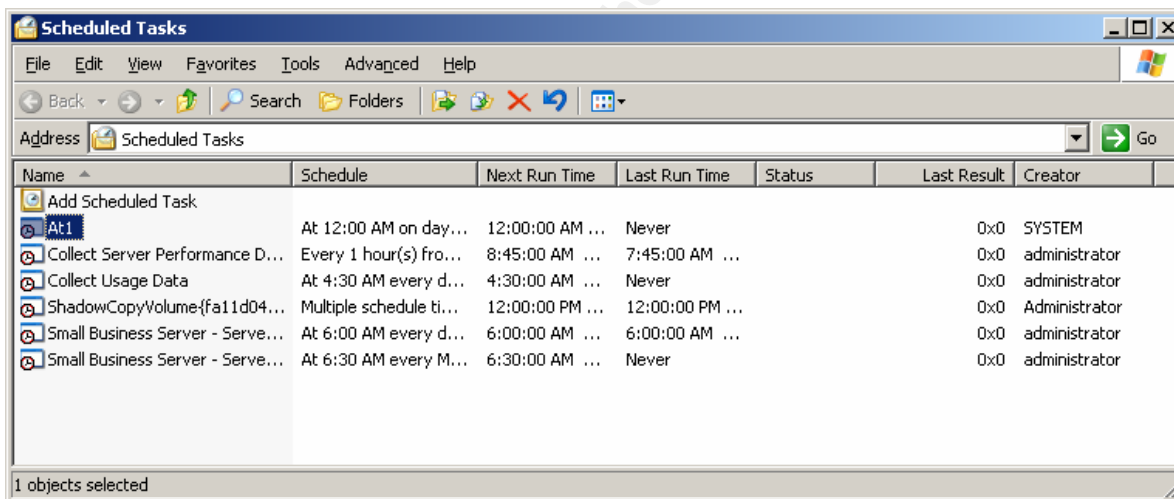 Scheduled Tasks
File Edit View Favorites Tools Advanced Help
Back Search Folders
Address Scheduled Tasks Go
Name Schedule Next Run Time Last Run Time Status Last Result Creator
Add Scheduled Task
At1 At 12:00 AM on day... 12:00:00 AM ... Never 0x0 SYSTEM
Collect Server Performance D... Every 1 hour(s) fro... 8:45:00 AM ... 7:45:00 AM ... 0x0 administrator
Collect Usage Data At 4:30 AM every d... 4:30:00 AM ... Never 0x0 administrator
ShadowCopyVolume{fa11d04... Multiple schedule ti... 12:00:00 PM ... 12:00:00 PM ... 0x0 Administrator
Small Business Server - Serve... At 6:00 AM every d... 6:00:00 AM ... 6:00:00 AM ... 0x0 administrator
Small Business Server - Serve... At 6:30 AM every M... 6:30:00 AM ... Never 0x0 administrator
1 objects selected